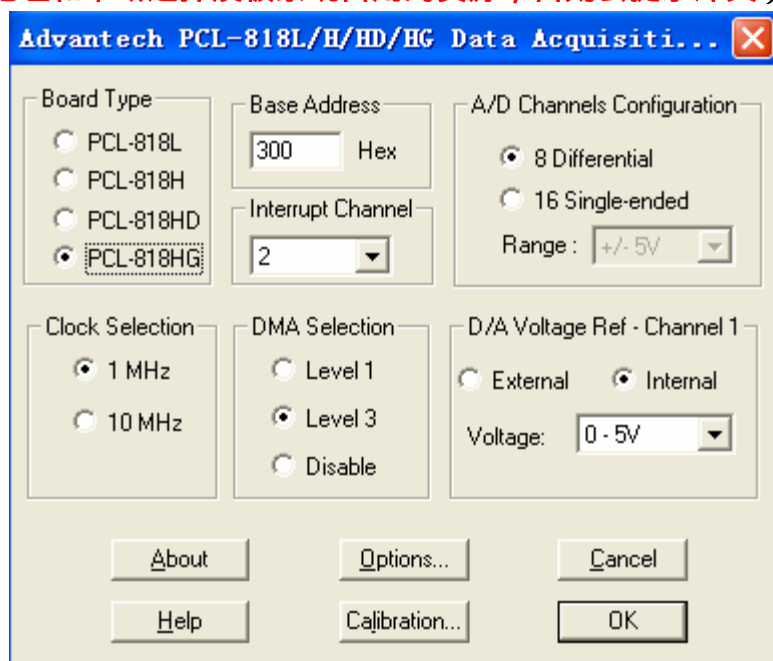 Advantech PCL-818L/H/HD/HG Data Acquisiti...
Board Type
PCL-818L
PCL-818H
PCL-818HD
PCL-818HG
Base Address
300 Hex
Interrupt Channel
2
A/D Channels Configuration
8 Differential
16 Single-ended
Range : +/- 5V
Clock Selection
1 MHz
10 MHz
DMA Selection
Level 1
Level 3
Disable
D/A Voltage Ref - Channel 1
External Internal
Voltage: 0 - 5V
About Options... Cancel
Help Calibration... OK